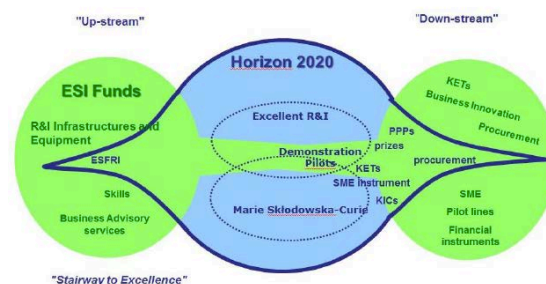 "Up-stream"
"Down-stream"
Horizon 2020
ESI Funds
R&I Infrastructures and
Equipment
ESFRI
Skills
Business Advisory
services
Excellent R&I
Demonstration
Pilots
Marie Skłodowska-Curie
PPPs
prizes
KETs
SME instrument
KICs
procurement
KETs
Business Innovation
Procurement
SME
Pilot lines
Financial
instruments
"Stairway to Excellence"